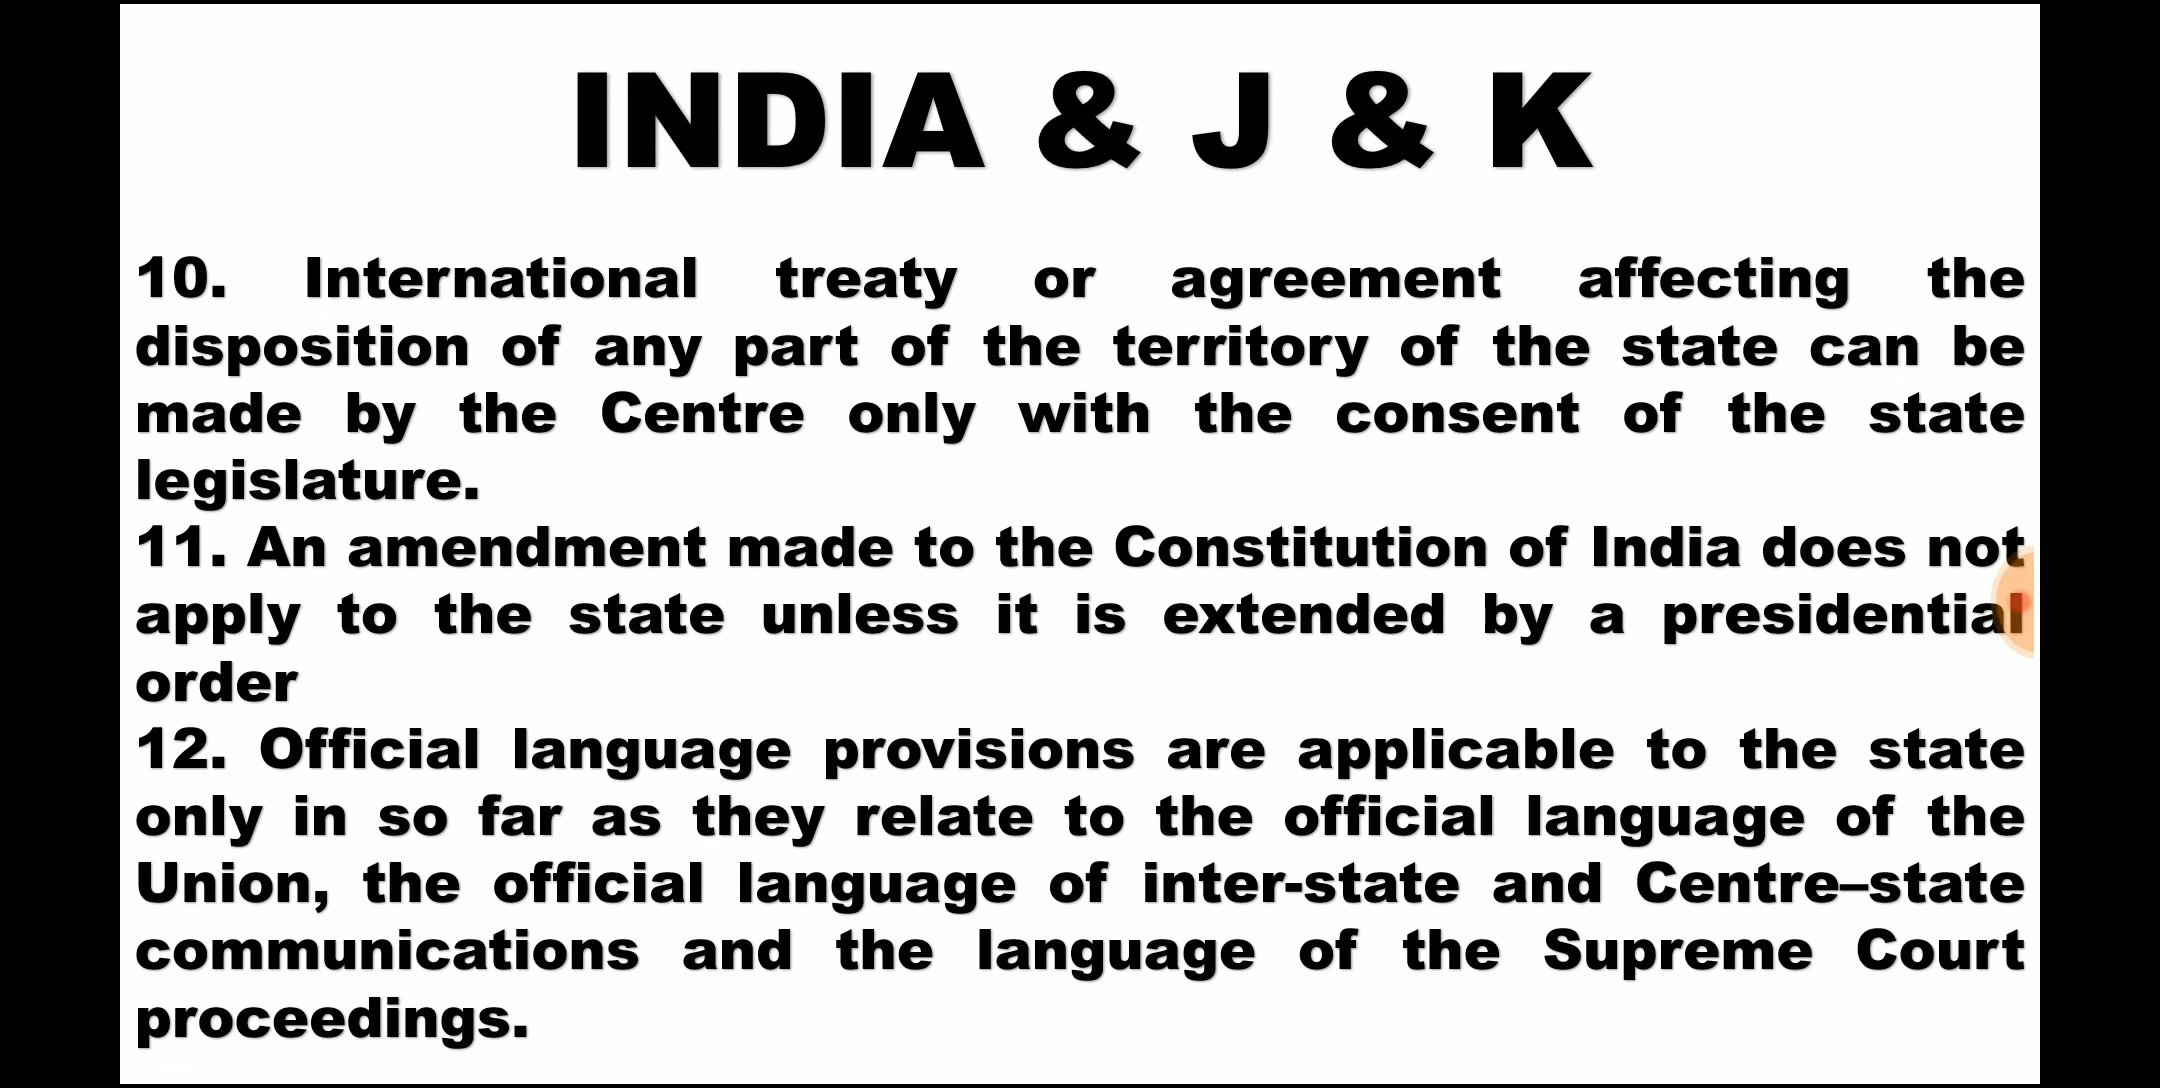 INDIA & J & K
10. International treaty or agreement affecting the
disposition of any part of the territory of the state can be
made by the Centre only with the consent of the state
legislature.
11. An amendment made to the Constitution of India does not
apply to the state unless it is extended by a presidential
order
12. Official language provisions are applicable to the state
only in so far as they relate to the official language of the
Union, the official language of inter-state and Centre–state
communications and the language of the Supreme Court
proceedings.